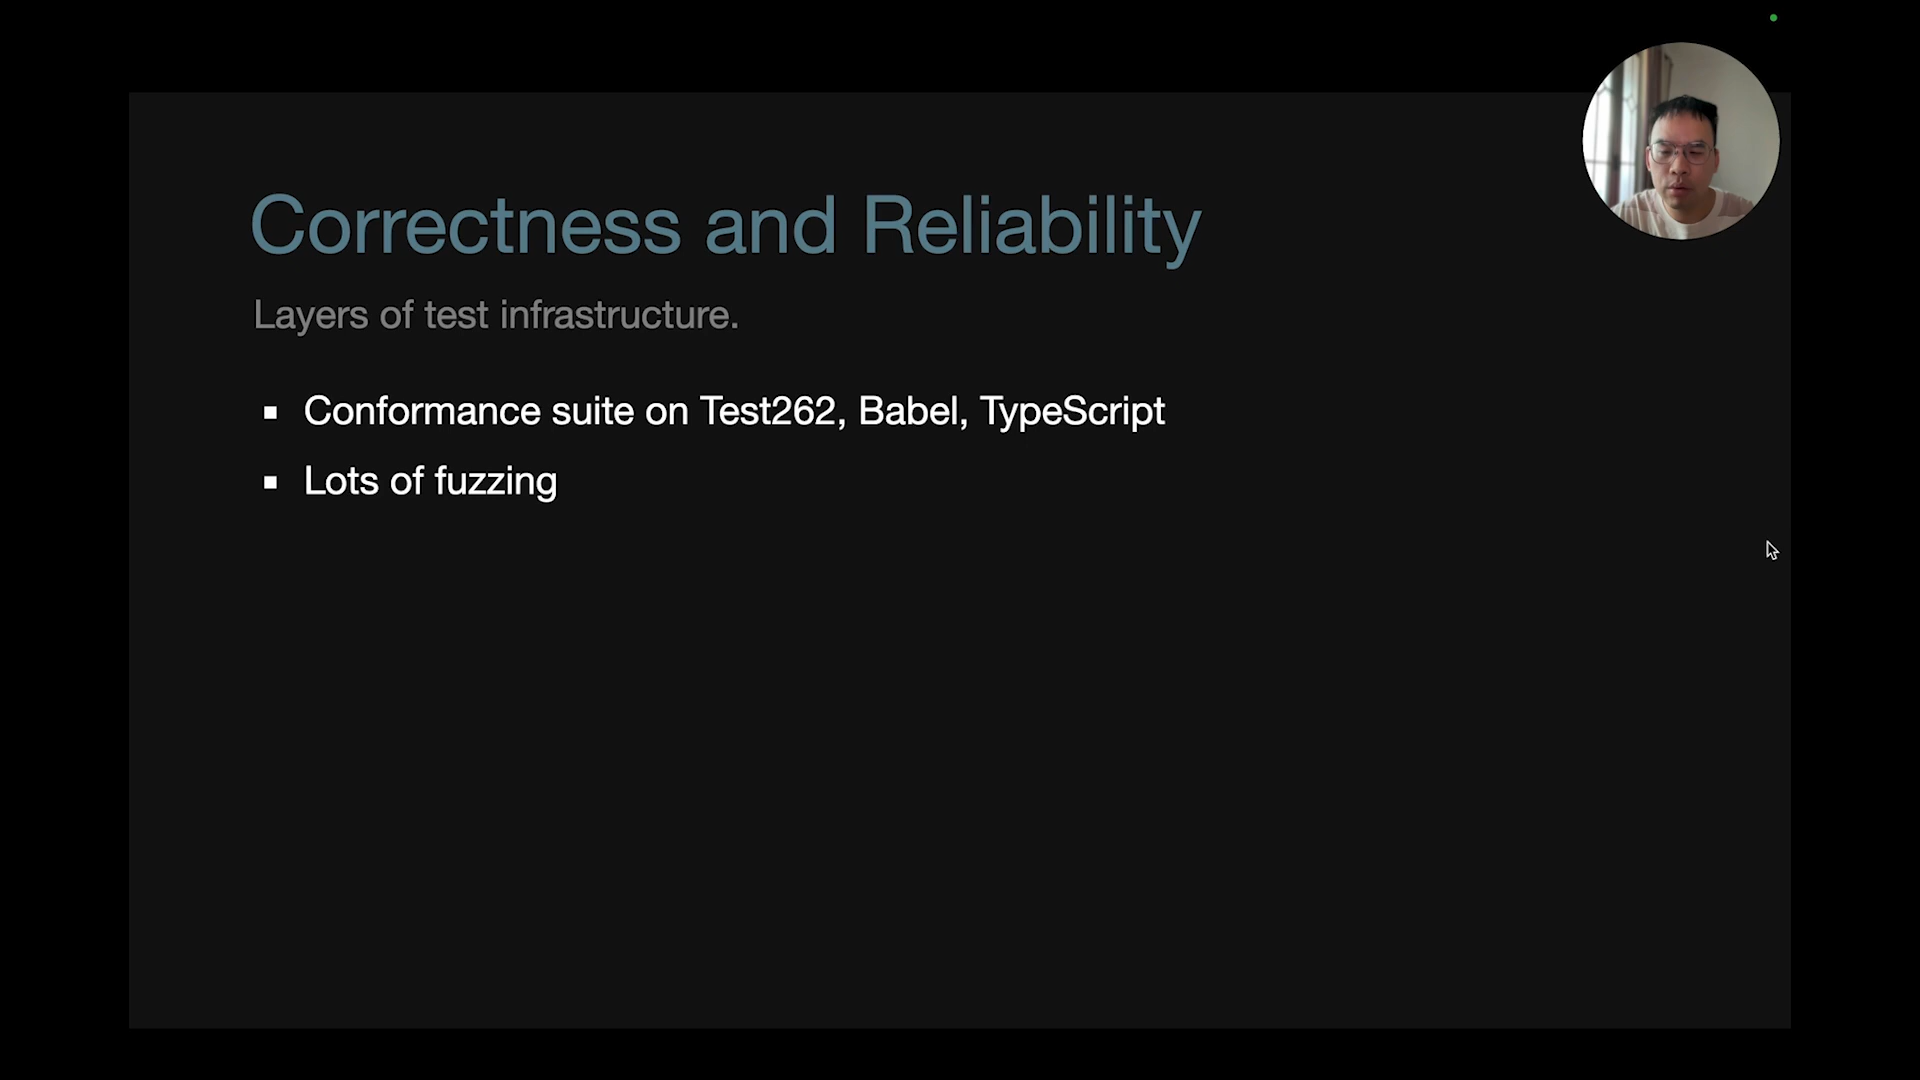 Correctness and Reliability
Layers of test infrastructure.
▪ Conformance suite on Test262, Babel, TypeScript
▪ Lots of fuzzing